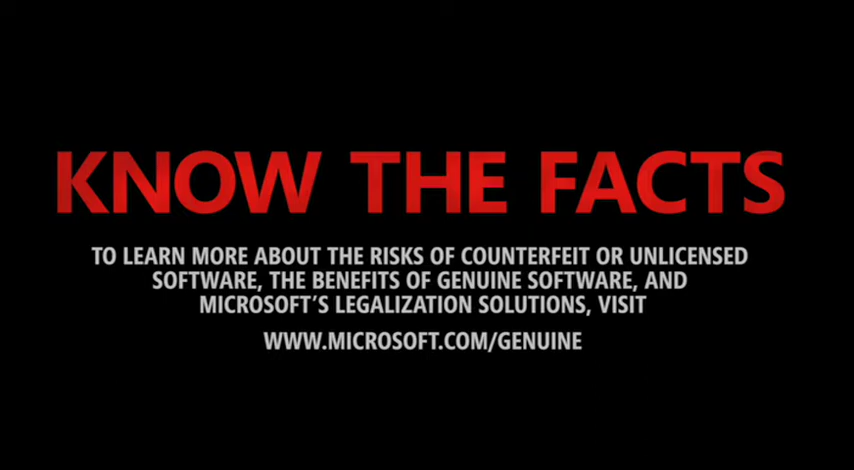 KNOW THE FACTS
TO LEARN MORE ABOUT THE RISKS OF COUNTERFEIT OR UNLICENSED
SOFTWARE, THE BENEFITS OF GENUINE SOFTWARE, AND
MICROSOFT'S LEGALIZATION SOLUTIONS, VISIT
WWW.MICROSOFT.COM/GENUINE